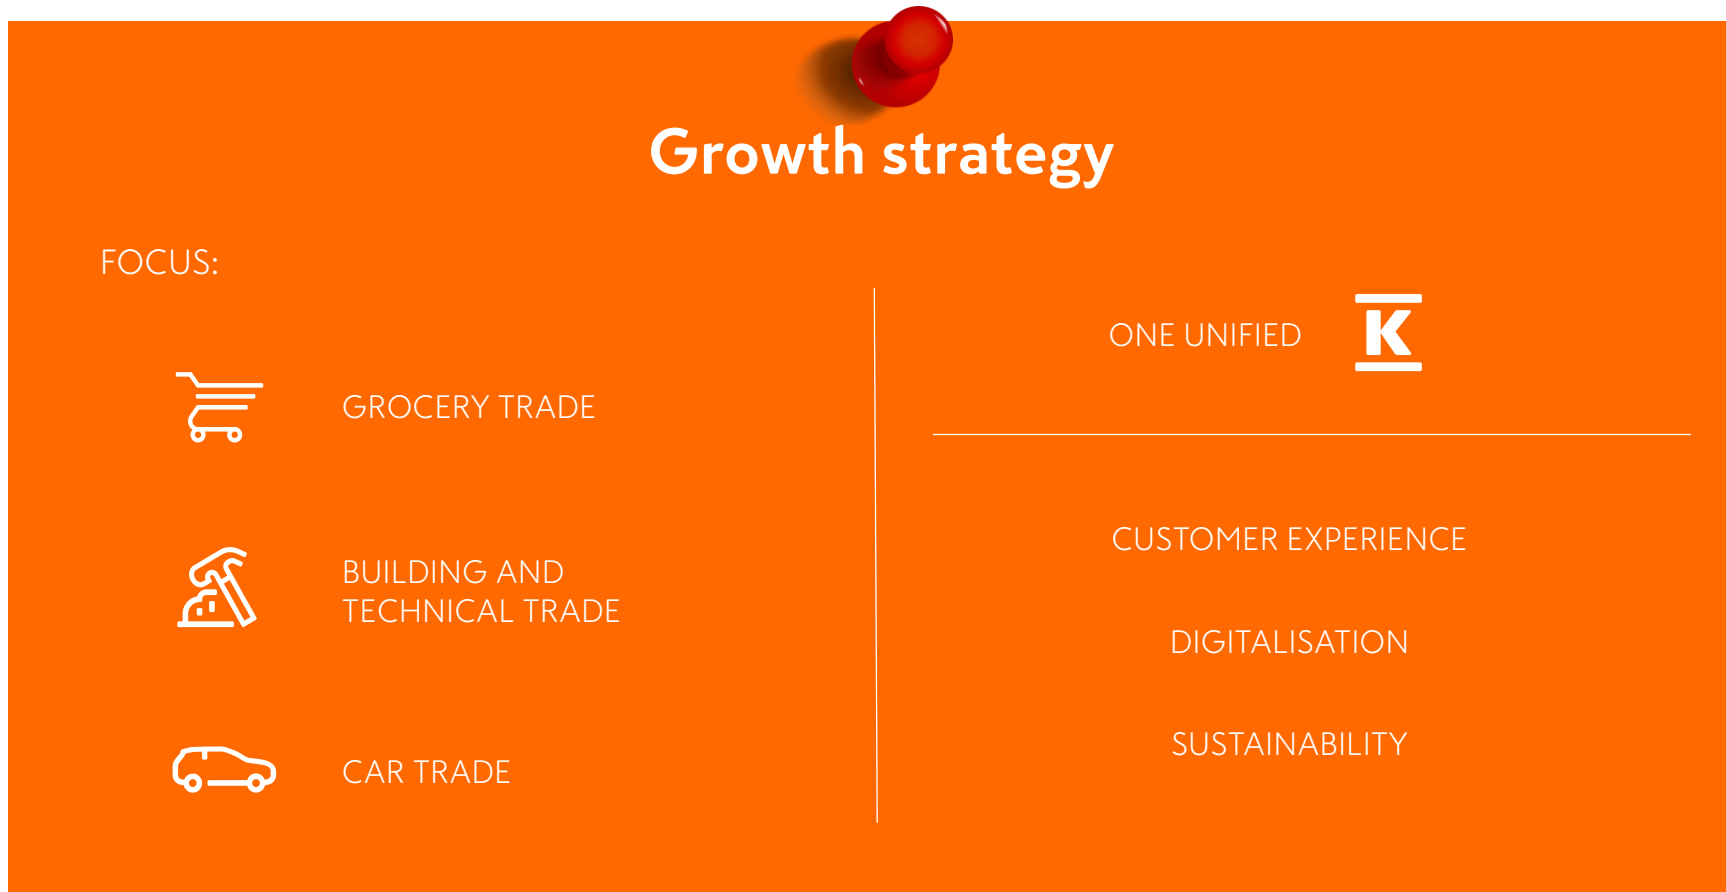 Growth strategy
FOCUS:
GROCERY TRADE
BUILDING AND
TECHNICAL TRADE
CAR TRADE
ONE UNIFIED K
CUSTOMER EXPERIENCE
DIGITALISATION
SUSTAINABILITY